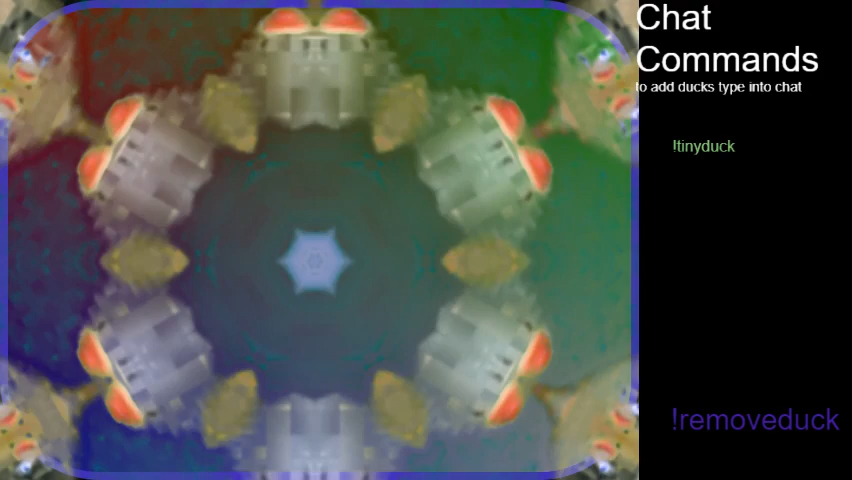 Chat
Commands
to add ducks type into chat
!tinyduck
!removeduck